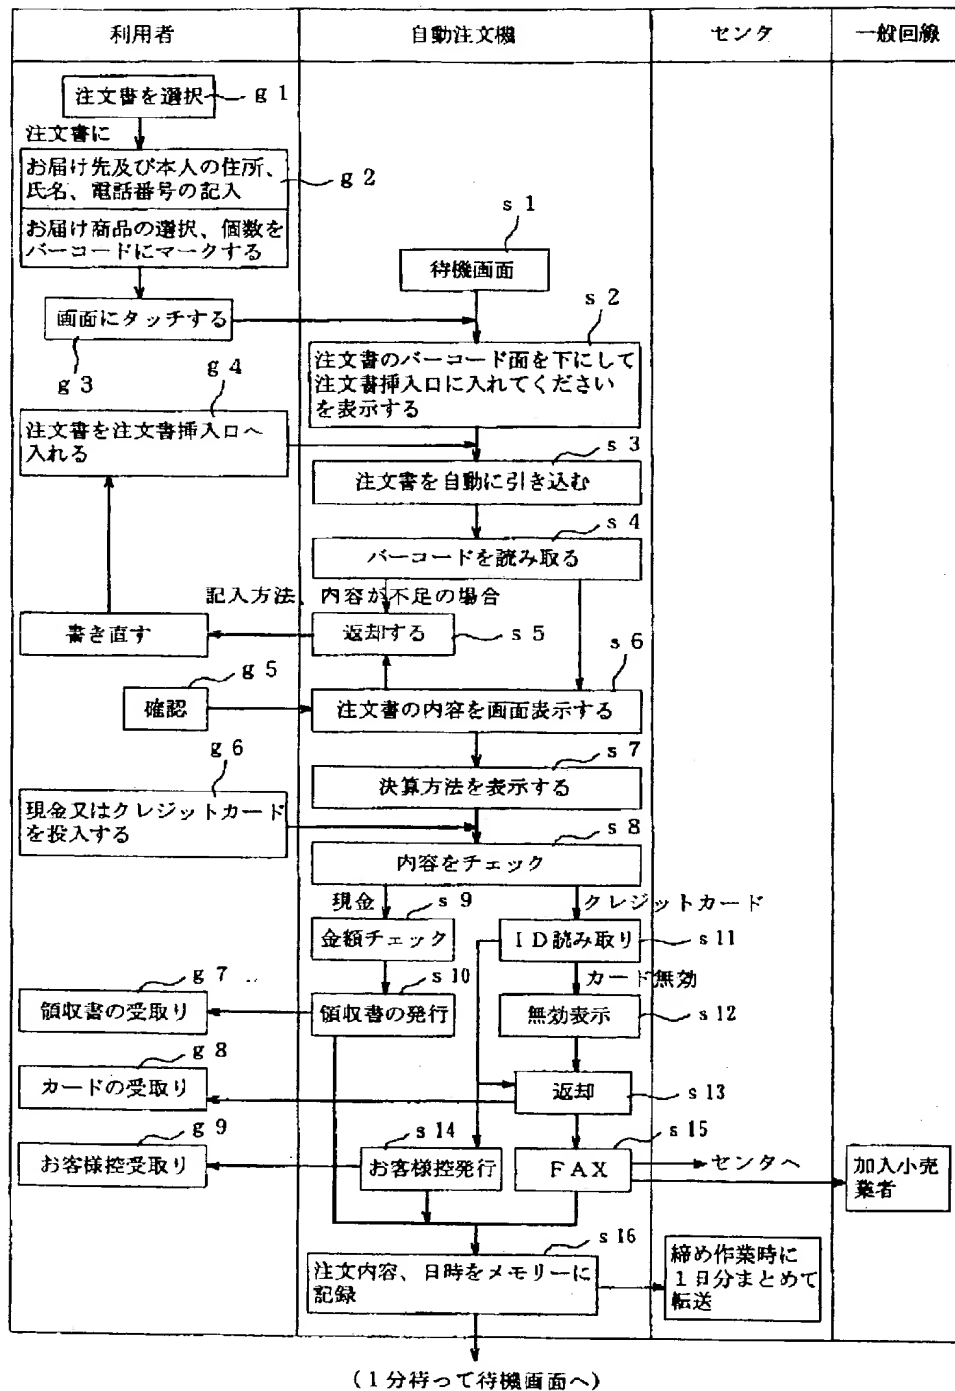 利用者
自動注文機
センタ
一般回線
注文書を選択
g 1
注文書に
お届け先及び本人の住所、
氏名、電話番号の記入
g 2
お届け商品の選択、個数を
バーコードにマークする
s 1
待機画面
画面にタッチする
g 3
s 2
注文書のバーコード面を下にして
注文書挿入口に入れてください
を表示する
g 4
注文書を注文書挿入口へ
入れる
s 3
注文書を自動に引き込む
s 4
バーコードを読み取る
記入方法、内容が不足の場合
書き直す
返却する
s 5
s 6
g 5
確認
注文書の内容を画面表示する
s 7
決算方法を表示する
g 6
現金又はクレジットカード
を投入する
s 8
内容をチェック
現金
s 9
クレジットカード
金額チェック
ID読み取り
s 11
カード無効
g 7
領収書の受取り
s 10
領収書の発行
無効表示
s 12
g 8
カードの受取り
返却
s 13
g 9
お客様控受取り
s 14
お客様控発行
s 15
FAX
センタへ
加入小売
業者
s 16
注文内容、日時をメモリーに
記録
締め作業時に
1日分まとめて
転送
(1分待って待機画面へ)